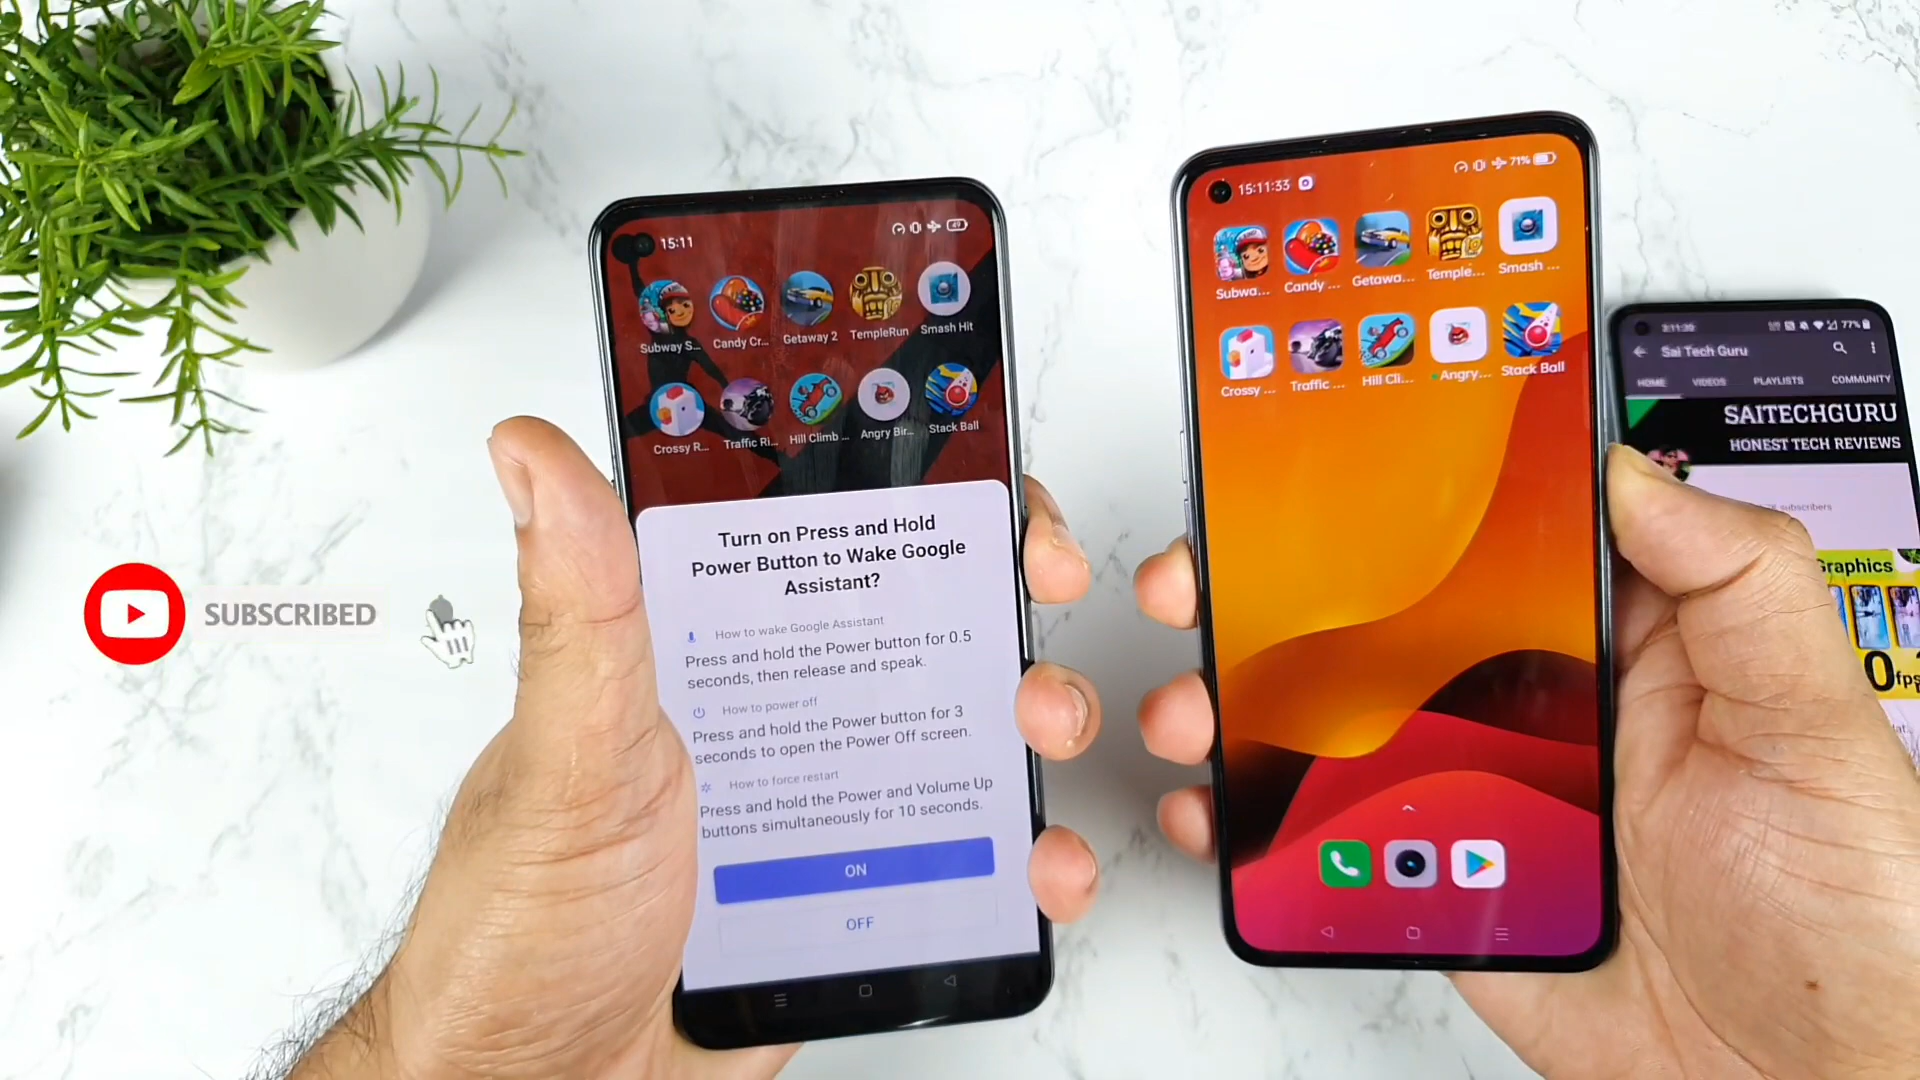 SUBSCRIBED
15:11
49
Subway S...
Candy Cr...
Getaway 2
TempleRun
Smash Hit
Crossy R...
Traffic Ri...
Hill Climb ...
Angry Bir...
Stack Ball
Turn on Press and Hold
Power Button to Wake Google
Assistant?
How to wake Google Assistant
Press and hold the Power button for 0.5
seconds, then release and speak.
How to power off
Press and hold the Power button for 3
seconds to open the Power Off screen.
How to force restart
Press and hold the Power and Volume Up
buttons simultaneously for 10 seconds.
ON
OFF
15:11:33
71%
Subwa...
Candy ...
Getawa...
Temple...
Smash ...
Crossy ...
Traffic ...
Hill Cli...
Angry...
Stack Ball
77%
Sai Tech Guru
HOME
VIDEOS
PLAYLISTS
COMMUNITY
SAITECHGURU
HONEST TECH REVIEWS
subscribers
Graphics
0fps